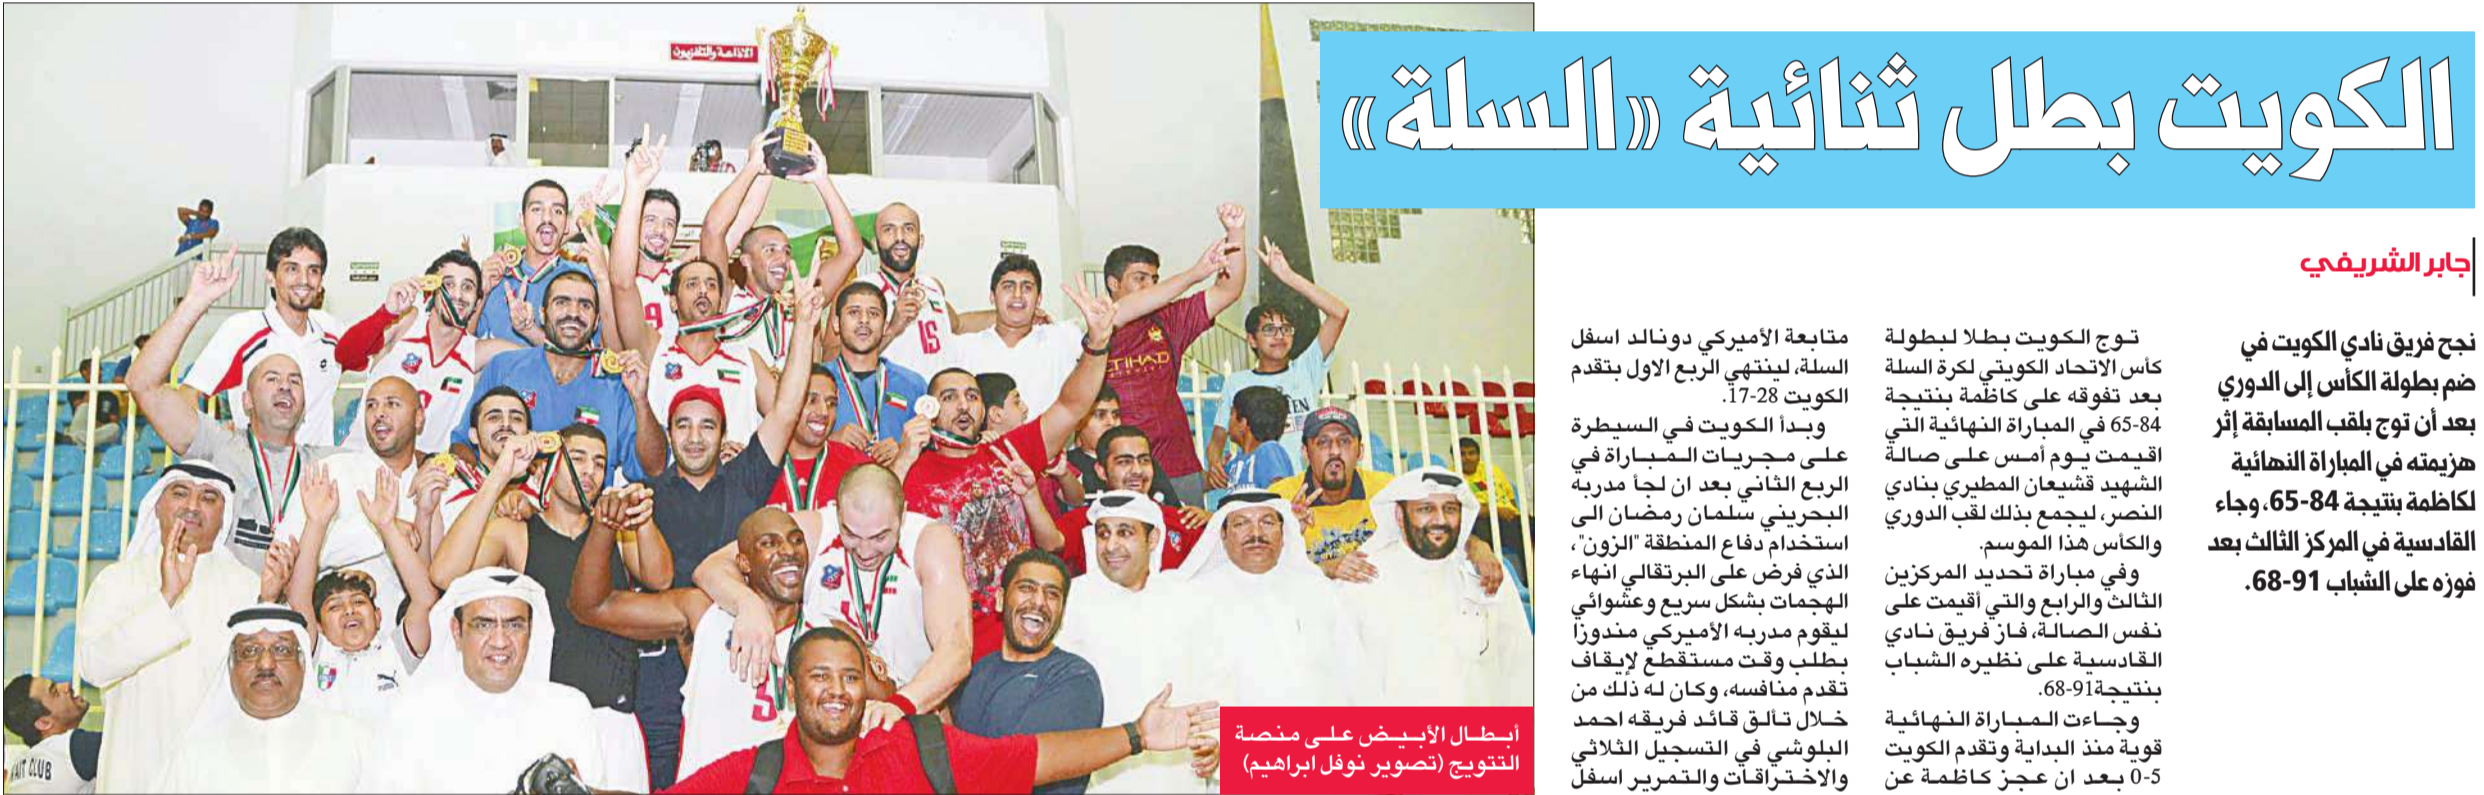 الكويت بطل ثنائية «السلة»
جابر الشريفي
نجح فريق نادي الكويت في
ضم بطولة الكأس إلى الدوري
بعد أن توج بلقب المسابقة إثر
هزيمته في المباراة النهائية
لكاظمة بنتيجة 84-65، وجاء
القادسية في المركز الثالث بعد
فوزه على الشباب 91-68.
توج الكويت بطلا لبطولة
كأس الاتحاد الكويتي لكرة السلة
بعد تفوقه على كاظمة بنتيجة
84-65 في المباراة النهائية التي
اقيمت يوم أمس على صالة
الشهيد قشيعان المطيري بنادي
النصر، ليجمع بذلك لقب الدوري
والكأس هذا الموسم.
وفي مباراة تحديد المركزين
الثالث والرابع والتي أقيمت على
نفس الصالة، فاز فريق نادي
القادسية على نظيره الشباب
بنتيجة91-68.
وجاءت المباراة النهائية
قوية منذ البداية وتقدم الكويت
5-0 بعد ان عجز كاظمة عن
متابعة الأميركي دونالد اسفل
السلة، لينتهي الربع الاول بتقدم
الكويت 28-17.
وبدأ الكويت في السيطرة
على مجريات المباراة في
الربع الثاني بعد ان لجأ مدربه
البحريني سلمان رمضان الى
استخدام دفاع المنطقة "الزون"،
الذي فرض على البرتقالي انهاء
الهجمات بشكل سريع وعشوائي
ليقوم مدربه الأميركي مندوزا
بطلب وقت مستقطع لإيقاف
تقدم منافسه، وكان له ذلك من
خلال تألق قائد فريقه احمد
البلوشي في التسجيل الثلاثي
والاختراقات والتمرير اسفل
الاذاعة والتلفزيون
15
9
TIHAD
5
AIT CLUB
أبطال الأبيض على منصة
التتويج (تصوير نوفل ابراهيم)